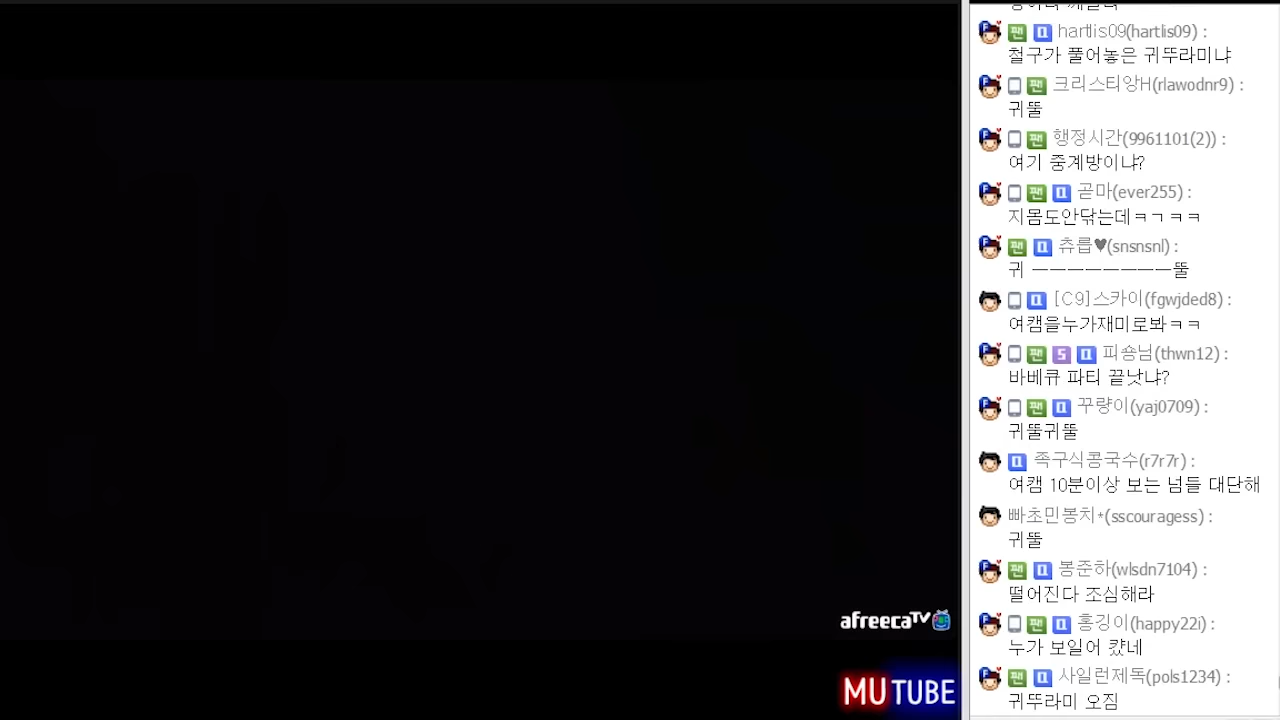 hartlis09(hartlis09) :
철구가 풀어놓은 귀뚜라미냐
크리스티앙H(rlawodnr9) :
귀뚤
행정시간(9961101(2)) :
여기 중계방이냐?
곧마(ever255) :
지몸도안닦는데ㅋㄱㅋㅋ
츄릅♥(snsnsnl) :
귀 ㅡㅡㅡㅡㅡㅡㅡㅡ뚤
[C9]스카이(fgwjded8) :
여캠을누가재미로봐ㅋㅋ
피숑님(thwn12) :
바베큐 파티 끝낫냐?
꾸량이(yaj0709) :
귀뚤귀뚤
족구식콩국수(r7r7r) :
여캠 10분이상 보는 넘들 대단해
빠초민봉치*(sscouragess) :
귀뚤
봉준하(wlsdn7104) :
떨어진다 조심해라
홍깅이(happy22i) :
누가 보일어 컀네
사일런제독(pols1234) :
귀뚜라미 오짐
afreecaTV
MUTUBE